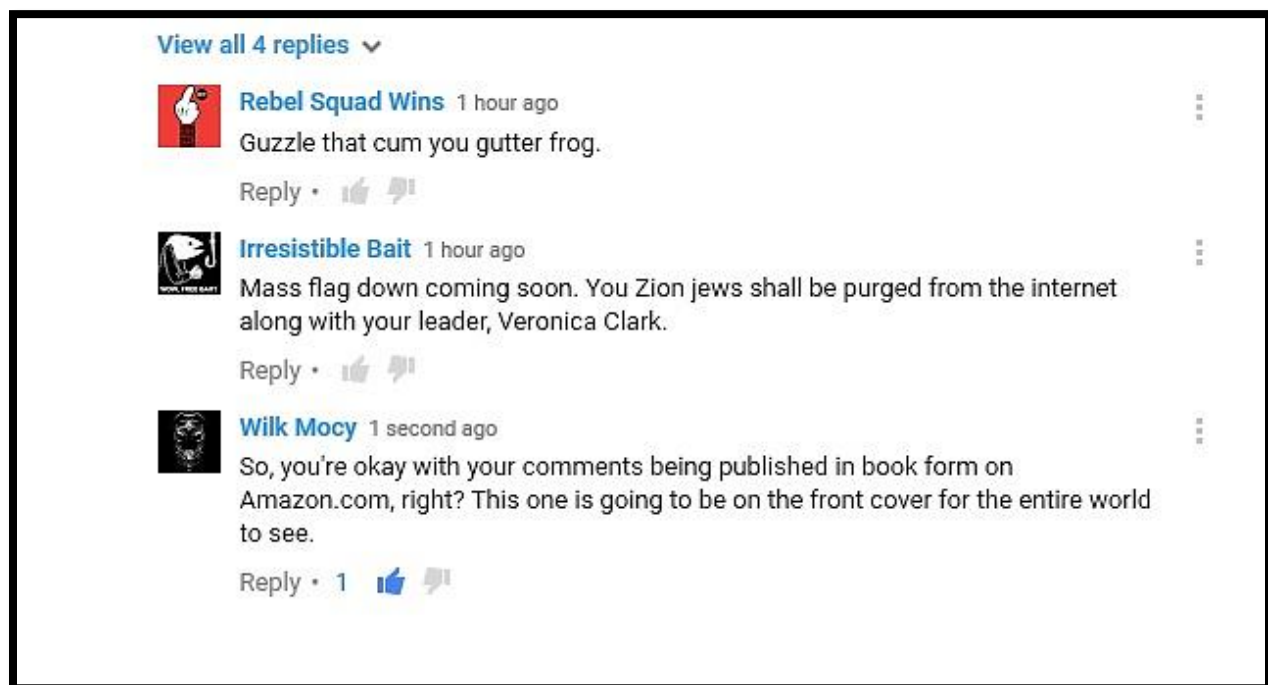 View all 4 replies
Rebel Squad Wins 1 hour ago
Guzzle that cum you gutter frog.
Reply •
Irresistible Bait 1 hour ago
Mass flag down coming soon. You Zion jews shall be purged from the internet
along with your leader, Veronica Clark.
Reply •
Wilk Mocy 1 second ago
So, you're okay with your comments being published in book form on
Amazon.com, right? This one is going to be on the front cover for the entire world
to see.
Reply • 1